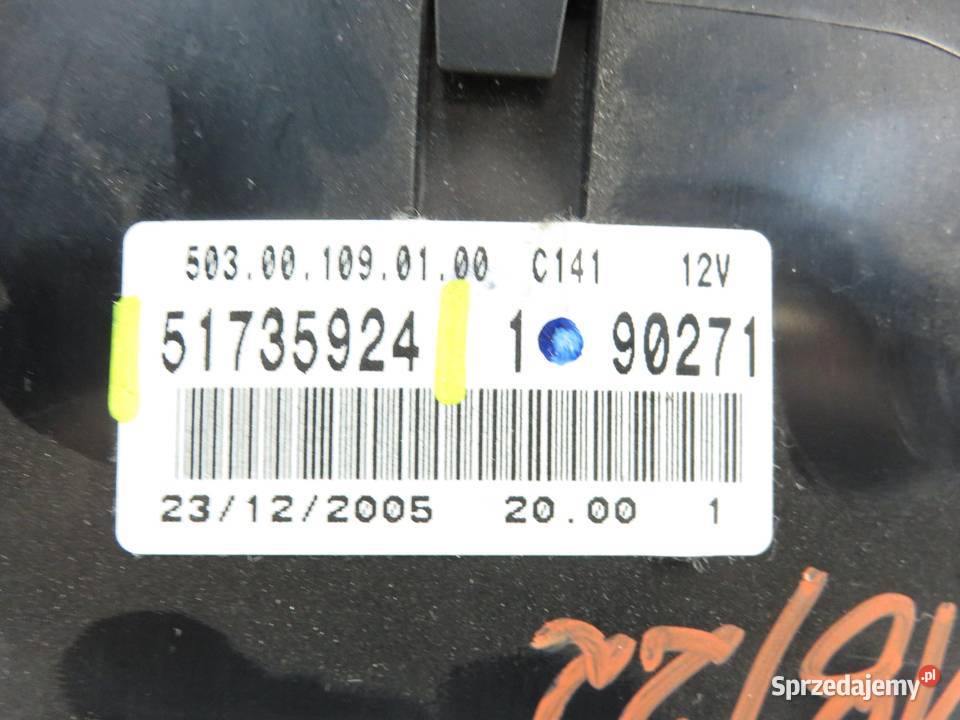 503.00.109.01.00 C141 12V
51735924 1 90271
23/12/2005 20.00 1
Sprzedajemy.pl